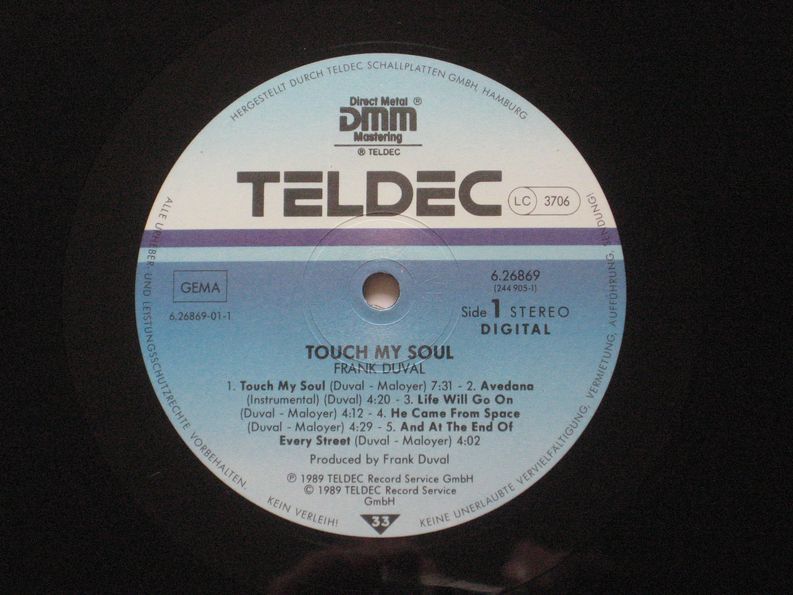 HERGESTELLT DURCH TELDEC SCHALLPLATTEN GMBH, HAMBURG
Direct Metal ®
DMM
Mastering
® TELDEC
TELDEC
LC 3706
GEMA
6.26869-01-1
6.26869
(244 905-1)
Side 1 STEREO
DIGITAL
TOUCH MY SOUL
FRANK DUVAL
1. Touch My Soul (Duval - Maloyer) 7:31 - 2. Avedana
(Instrumental) (Duval) 4:20 - 3. Life Will Go On
(Duval - Maloyer) 4:12 - 4. He Came From Space
(Duval - Maloyer) 4:29 - 5. And At The End Of
Every Street (Duval - Maloyer) 4:02
Produced by Frank Duval
℗ 1989 TELDEC Record Service GmbH
© 1989 TELDEC Record Service
GmbH
33
ALLE URHEBER- UND LEISTUNGSSCHUTZRECHTE VORBEHALTEN.
KEIN VERLEIH! KEINE UNERLAUBTE VERVIELFÄLTIGUNG, VERMIETUNG, AUFFÜHRUNG, SENDUNG!